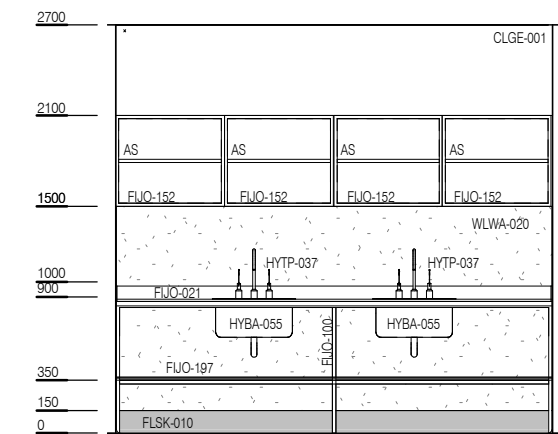 2700
CLGE-001
2100
AS AS AS AS
FIJO-152 FIJO-152 FIJO-152 FIJO-152
1500
WLWA-020
HYTP-037 HYTP-037
1000
900
FIJO-021
HYBA-055 HYBA-055
FIJO-100
FIJO-197
350
150
FLSK-010
0